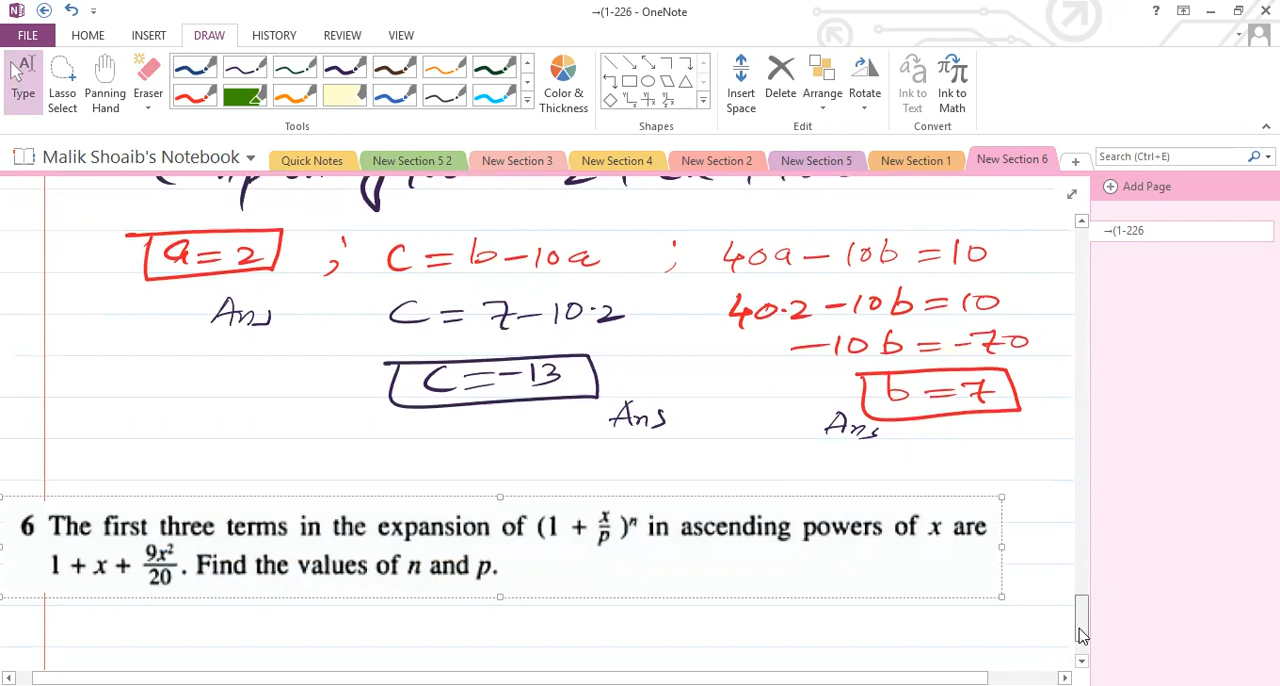 →(1-226 - OneNote
FILE HOME INSERT DRAW HISTORY REVIEW VIEW
Type Lasso Select Panning Hand Eraser Color & Thickness Insert Space Delete Arrange Rotate Ink to Text Ink to Math
Tools Shapes Edit Convert
Malik Shoaib's Notebook Quick Notes New Section 5 2 New Section 3 New Section 4 New Section 2 New Section 5 New Section 1 New Section 6 Search (Ctrl+E)
Add Page
→(1-226
a = 2 ; c = b - 10a ; 40a - 10b = 10
Ans c = 7 - 10·2 40·2 - 10b = 10
-10b = -70
c = -13 b = 7
Ans Ans
6 The first three terms in the expansion of (1 + x/p)ⁿ in ascending powers of x are
1 + x + 9x²/20. Find the values of n and p.